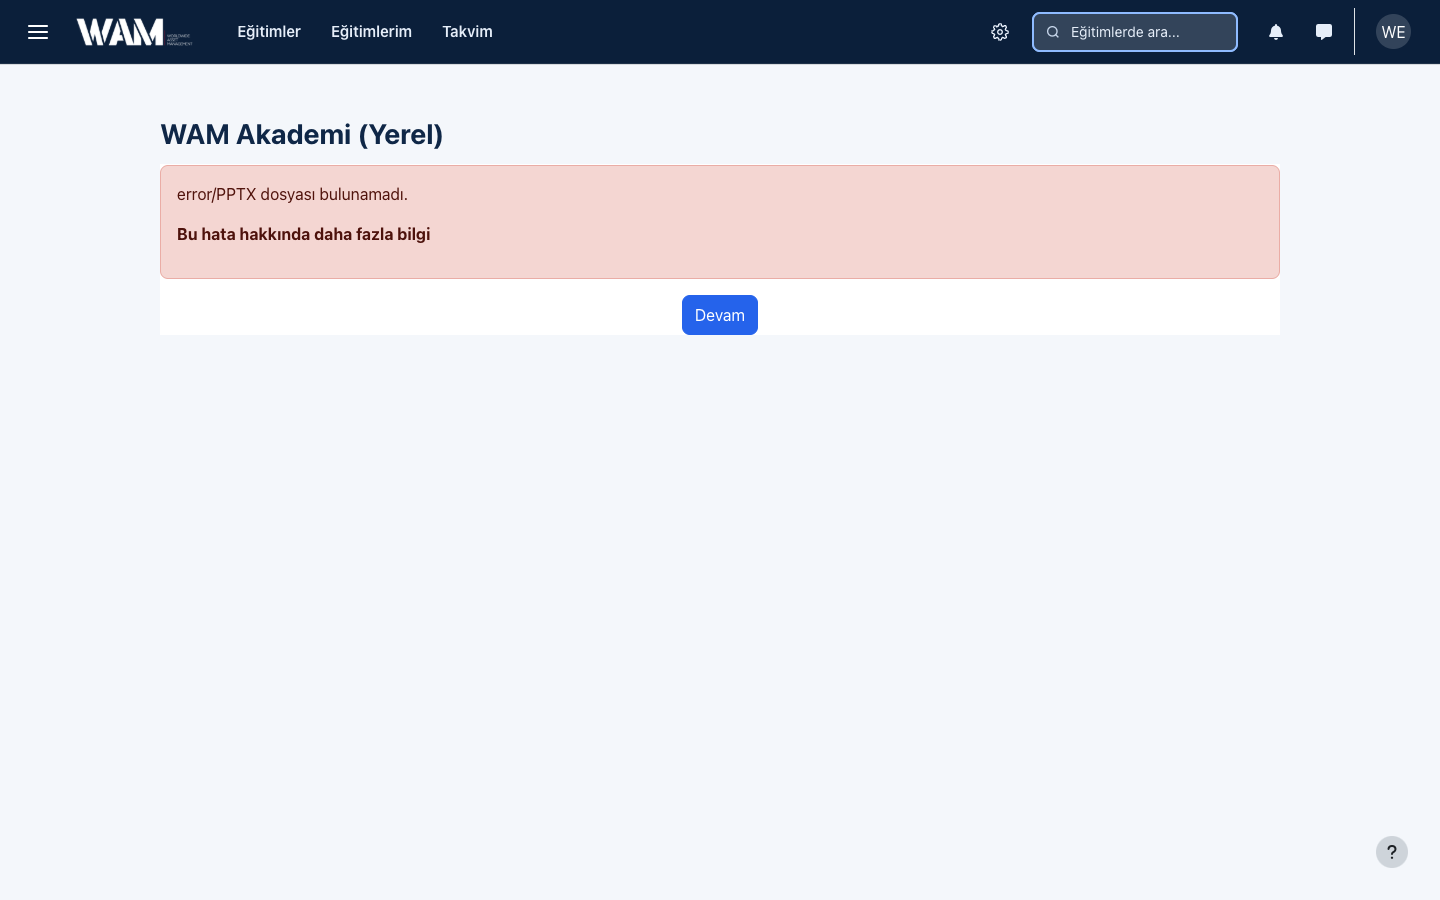 WAM
Eğitimler
Eğitimlerim
Takvim
Eğitimlerde ara...
WE
WAM Akademi (Yerel)
error/PPTX dosyası bulunamadı.
Bu hata hakkında daha fazla bilgi
Devam
?